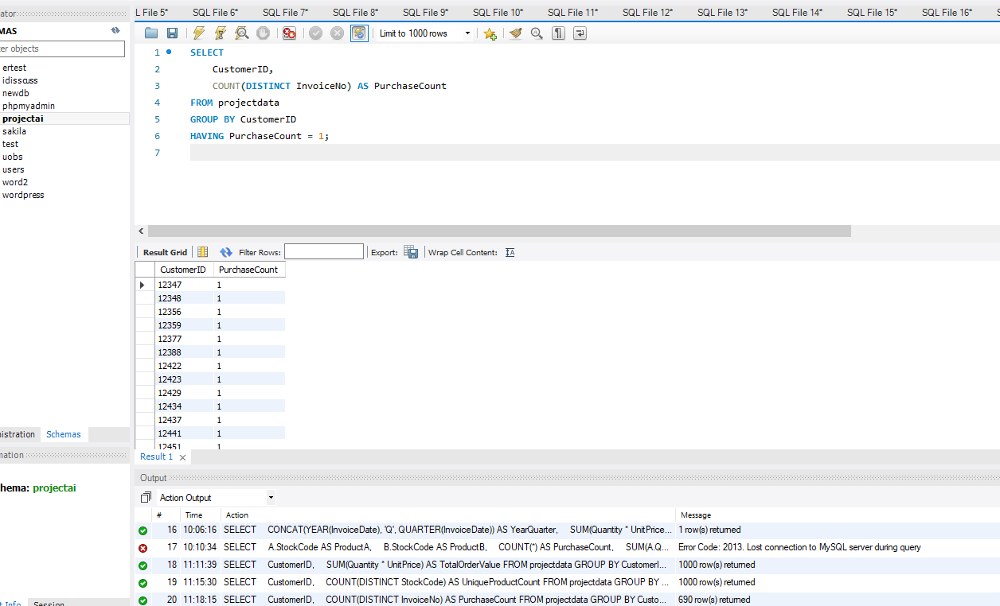 ator
L File 5* SQL File 6* SQL File 7* SQL File 8* SQL File 9* SQL File 10* SQL File 11* SQL File 12* SQL File 13* SQL File 14* SQL File 15* SQL File 16* S
MAS
er objects
ertest
idisscuss
newdb
phpmyadmin
projectai
sakila
test
uobs
users
word2
wordpress
Limit to 1000 rows
1 SELECT
2 CustomerID,
3 COUNT(DISTINCT InvoiceNo) AS PurchaseCount
4 FROM projectdata
5 GROUP BY CustomerID
6 HAVING PurchaseCount = 1;
7
Result Grid Filter Rows: Export: Wrap Cell Content:
CustomerID PurchaseCount
12347 1
12348 1
12356 1
12359 1
12377 1
12388 1
12422 1
12423 1
12429 1
12434 1
12437 1
12441 1
12451 1
Result 1
nistration Schemas
mation
hema: projectai
t Info Session
Output
Action Output
# Time Action Message
16 10:06:16 SELECT CONCAT(YEAR(InvoiceDate), 'Q', QUARTER(InvoiceDate)) AS YearQuarter, SUM(Quantity * UnitPrice... 1 row(s) returned
17 10:10:34 SELECT A.StockCode AS ProductA, B.StockCode AS ProductB, COUNT(*) AS PurchaseCount, SUM(A.Q... Error Code: 2013. Lost connection to MySQL server during query
18 11:11:39 SELECT CustomerID, SUM(Quantity * UnitPrice) AS TotalOrderValue FROM projectdata GROUP BY CustomerI... 1000 row(s) returned
19 11:15:30 SELECT CustomerID, COUNT(DISTINCT StockCode) AS UniqueProductCount FROM projectdata GROUP BY ... 1000 row(s) returned
20 11:18:15 SELECT CustomerID, COUNT(DISTINCT InvoiceNo) AS PurchaseCount FROM projectdata GROUP BY Custo... 690 row(s) returned